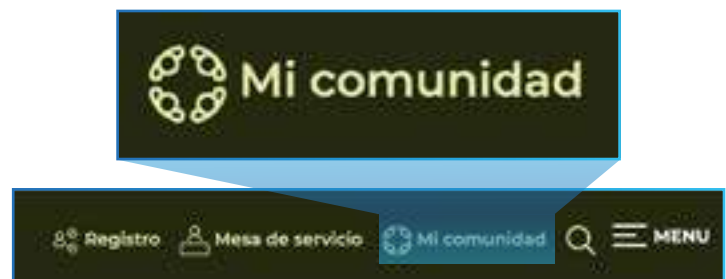 Mi comunidad
Registro Mesa de servicio Mi comunidad MENU